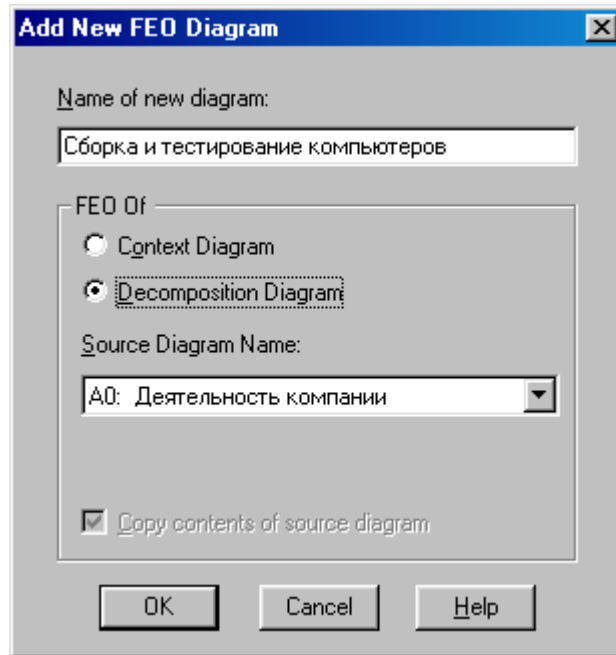 Add New FEO Diagram
Name of new diagram:
Сборка и тестирование компьютеров
FEO Of
Context Diagram
Decomposition Diagram
Source Diagram Name:
A0: Деятельность компании
Copy contents of source diagram
OK Cancel Help